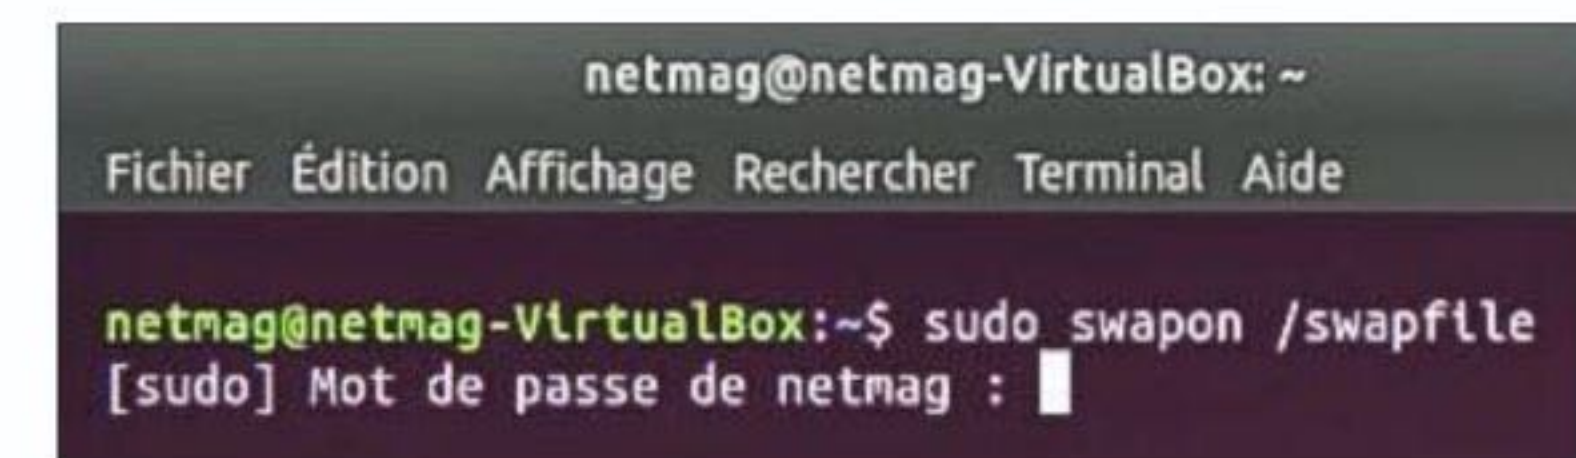 netmag@netmag-VirtualBox: ~
Fichier Édition Affichage Rechercher Terminal Aide
netmag@netmag-VirtualBox:~$ sudo swapon /swapfile
[sudo] Mot de passe de netmag :